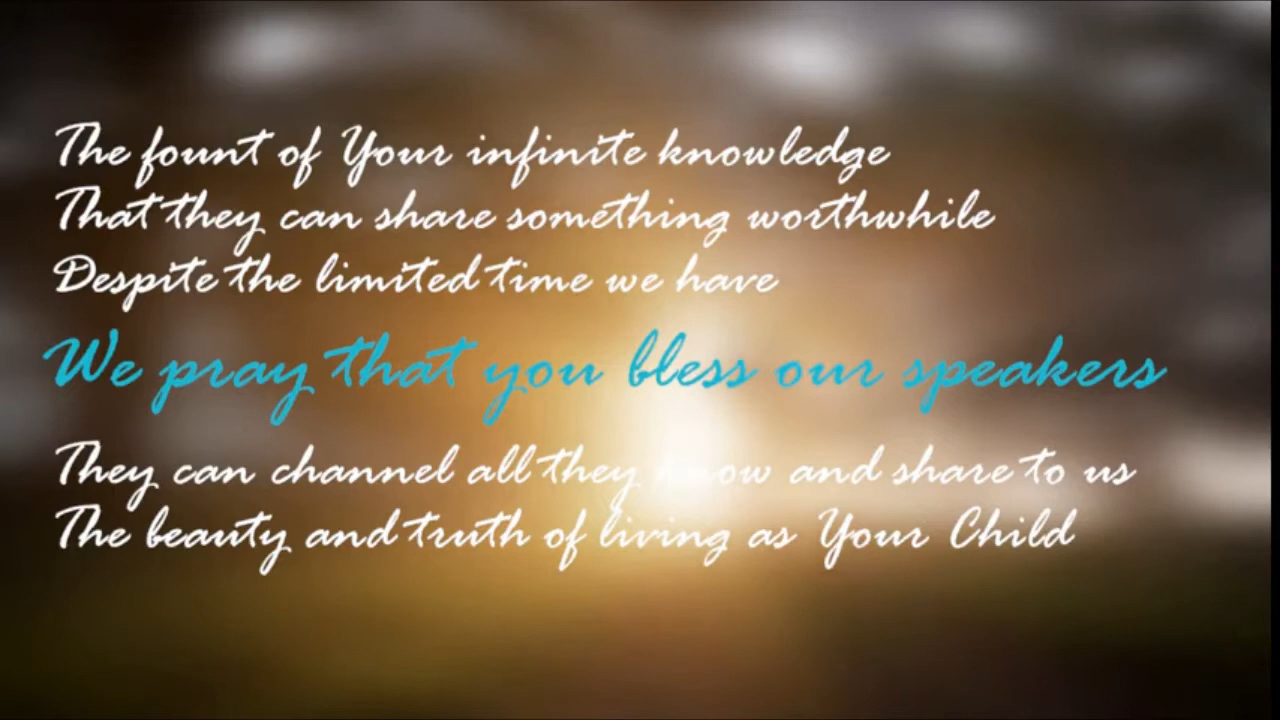 The fount of Your infinite knowledge
That they can share something worthwhile
Despite the limited time we have
We pray that you bless our speakers
They can channel all they know and share to us
The beauty and truth of living as Your Child